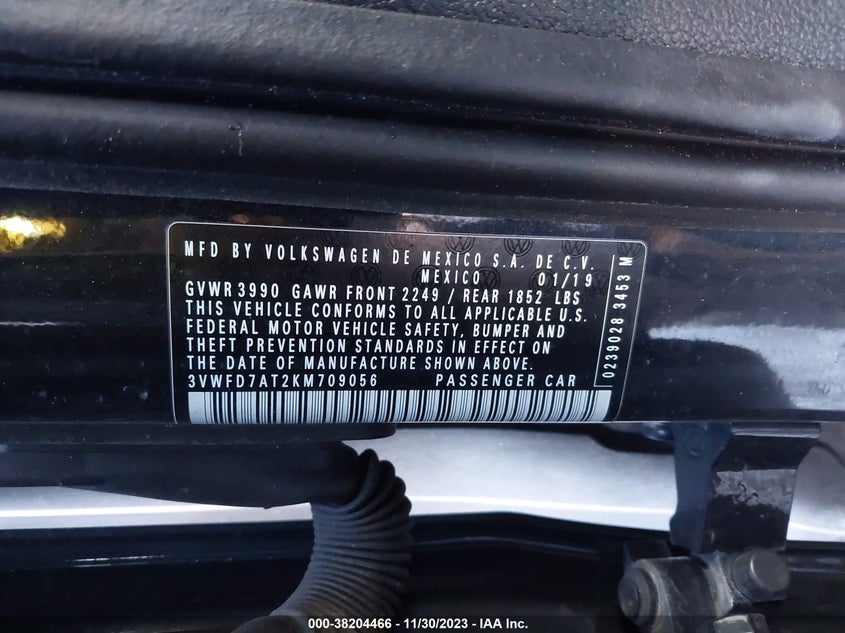 MFD BY VOLKSWAGEN DE MEXICO S.A. DE C.V.
MEXICO 01/19
GVWR 3990 GAWR FRONT 2249 / REAR 1852 LBS
THIS VEHICLE CONFORMS TO ALL APPLICABLE U.S.
FEDERAL MOTOR VEHICLE SAFETY, BUMPER AND
THEFT PREVENTION STANDARDS IN EFFECT ON
THE DATE OF MANUFACTURE SHOWN ABOVE.
3VWFD7AT2KM709056 PASSENGER CAR
0239028 3453 M
000-38204466 - 11/30/2023 - IAA Inc.